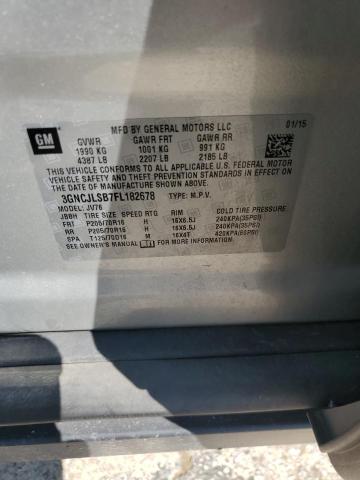 GM
MFD BY GENERAL MOTORS LLC 01/15
GVWR GAWR FRT GAWR RR
1990 KG 1001 KG 991 KG
4387 LB 2207 LB 2185 LB
THIS VEHICLE CONFORMS TO ALL APPLICABLE U.S. FEDERAL MOTOR
VEHICLE SAFETY, BUMPER, AND THEFT PREVENTION STANDARDS
IN EFFECT ON THE DATE OF MANUFACTURE SHOWN ABOVE.
3GNCJLSB7FL182678 TYPE: M.P.V.
MODEL: JV76
JBBH TIRE SIZE SPEED RTG RIM COLD TIRE PRESSURE
FRT P205/70R16 H 16X6.5J 240KPA(35PSI)
RR P205/70R16 H 16X6.5J 240KPA(35PSI)
SPA T125/70D16 M 16X4T 420KPA(60PSI)
SEE OWNER'S MANUAL FOR MORE INFORMATION.